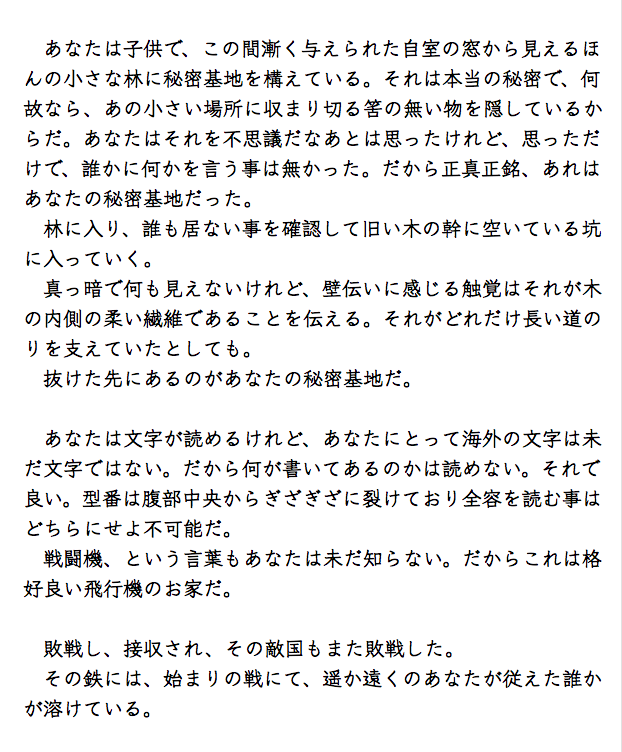 あなたは子供で、この間漸く与えられた自室の窓から見えるほ
んの小さな林に秘密基地を構えている。それは本当の秘密で、何
故なら、あの小さい場所に収まり切る筈の無い物を隠しているか
らだ。あなたはそれを不思議だなあとは思ったけれど、思っただ
けで、誰かに何かを言う事は無かった。だから正真正銘、あれは
あなたの秘密基地だった。
　林に入り、誰も居ない事を確認して旧い木の幹に空いている坑
に入っていく。
　真っ暗で何も見えないけれど、壁伝いに感じる触覚はそれが木
の内側の柔い繊維であることを伝える。それがどれだけ長い道の
りを支えていたとしても。
　抜けた先にあるのがあなたの秘密基地だ。
　あなたは文字が読めるけれど、あなたにとって海外の文字は未
だ文字ではない。だから何が書いてあるのかは読めない。それで
良い。型番は腹部中央からぎざぎざに裂けており全容を読む事は
どちらにせよ不可能だ。
　戦闘機、という言葉もあなたは未だ知らない。だからこれは格
好良い飛行機のお家だ。
　敗戦し、接収され、その敵国もまた敗戦した。
　その鉄には、始まりの戦にて、遥か遠くのあなたが従えた誰か
が溶けている。